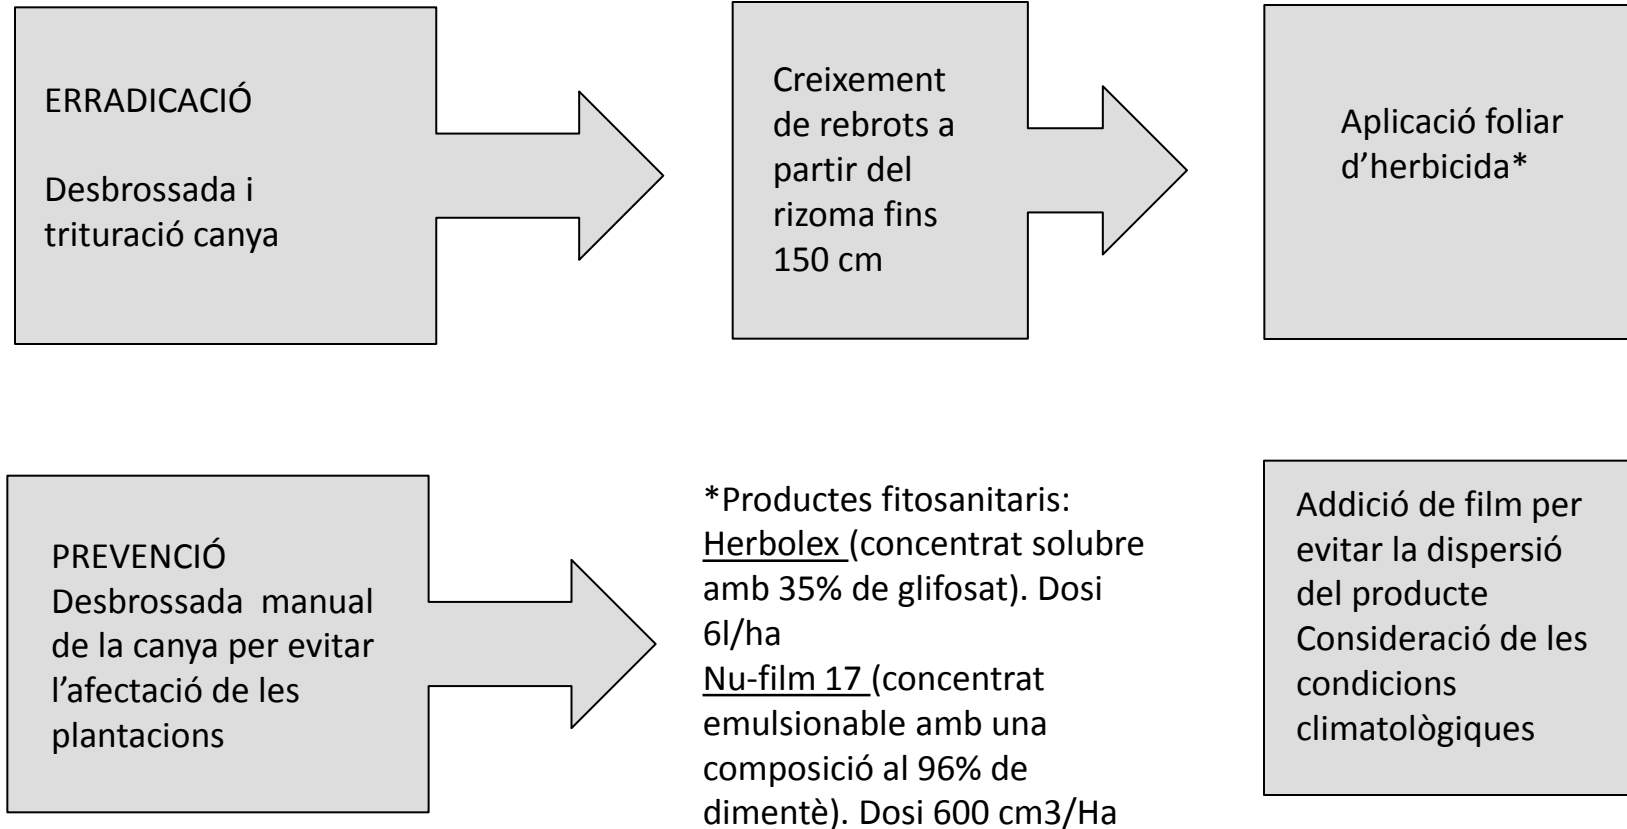 ERRADICACIÓ
Desbrossada i
trituració canya
Creixement
de rebrots a
partir del
rizoma fins
150 cm
Aplicació foliar
d’herbicida*
PREVENCIÓ
Desbrossada  manual
de la canya per evitar
l’afectació de les
plantacions
*Productes fitosanitaris:
Herbolex (concentrat solubre
amb 35% de glifosat). Dosi
6l/ha
Nu-film 17 (concentrat
emulsionable amb una
composició al 96% de
dimentè). Dosi 600 cm3/Ha
Addició de film per
evitar la dispersió
del producte
Consideració de les
condicions
climatològiques